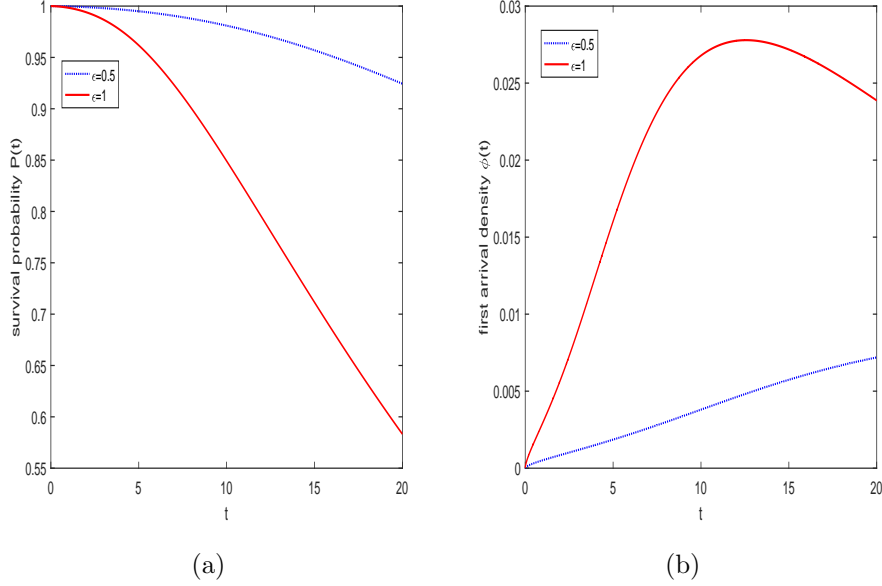 1
0.95
0.9
0.85
0.8
0.75
0.7
0.65
0.6
0.55
0
5
10
15
20
survival probability P(t)
t
ϵ=0.5
ϵ=1
(a)
0.03
0.025
0.02
0.015
0.01
0.005
0
0
5
10
15
20
first arrival density ϕ(t)
t
ϵ=0.5
ϵ=1
(b)